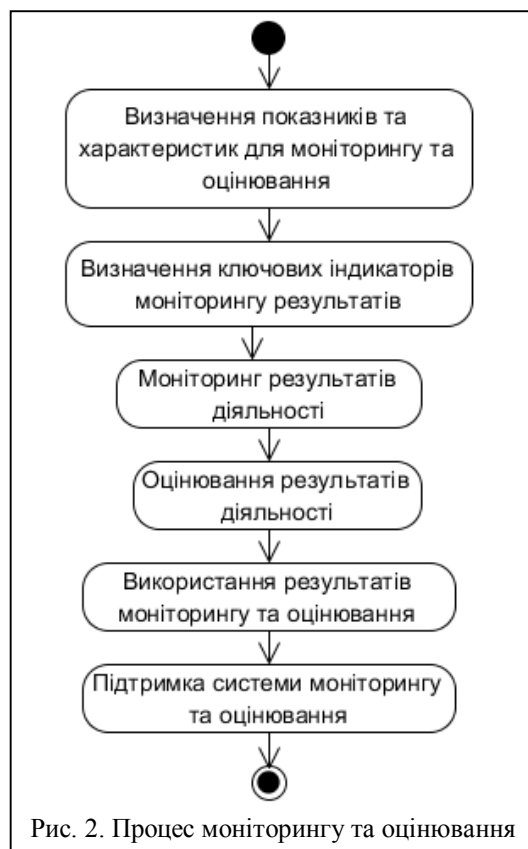 Визначення показників та
характеристик для моніторингу та
оцінювання
Визначення ключових індикаторів
моніторингу результатів
Моніторинг результатів
діяльності
Оцінювання результатів
діяльності
Використання результатів
моніторингу та оцінювання
Підтримка системи моніторингу
та оцінювання
Рис. 2. Процес моніторингу та оцінювання